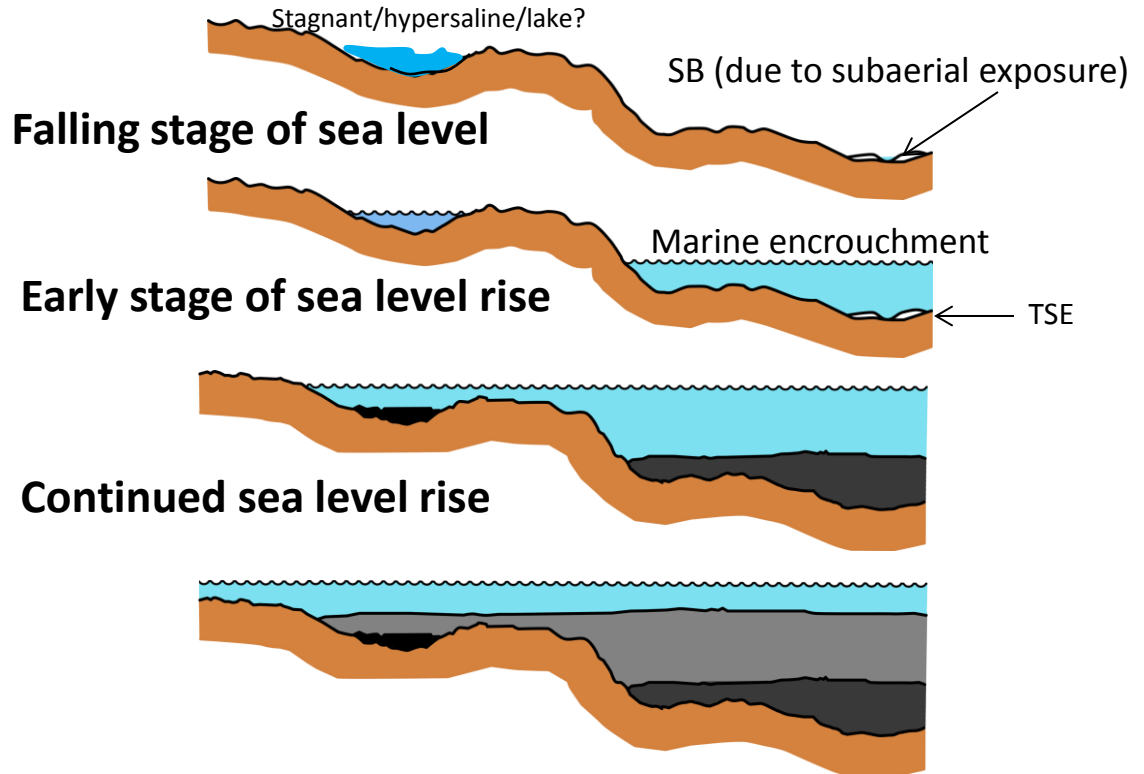 Stagnant/hypersaline/lake?
SB (due to subaerial exposure)
Falling stage of sea level
Marine encrouchment
Early stage of sea level rise
TSE
Continued sea level rise